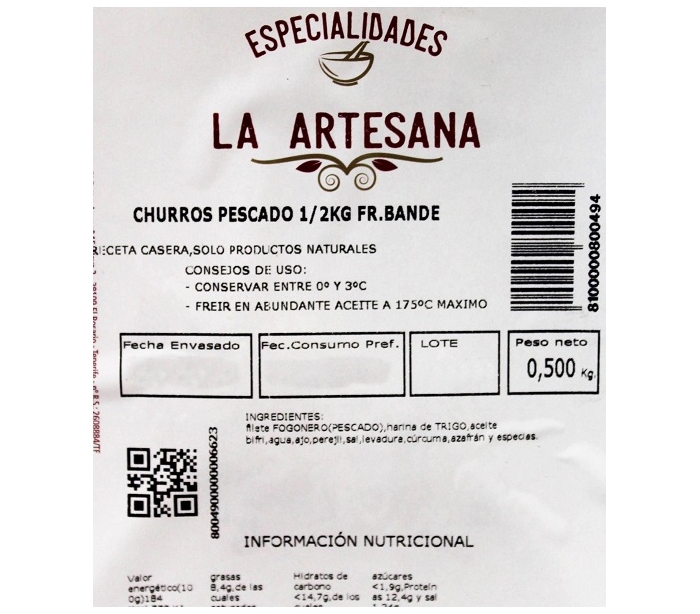 ESPECIALIDADES
LA ARTESANA
CHURROS PESCADO 1/2KG FR.BANDE
RECETA CASERA,SOLO PRODUCTOS NATURALES
CONSEJOS DE USO:
- CONSERVAR ENTRE 0º Y 3ºC
- FREIR EN ABUNDANTE ACEITE A 175ºC MAXIMO
8100000800494
Fecha Envasado
Fec.Consumo Pref.
LOTE
Peso neto
0,500 Kg.
INGREDIENTES:
filete FOGONERO(PESCADO),harina de TRIGO,aceite
bifri,agua,ajo,perejil,sal,levadura,cúrcuma,azafrán y especias.
8004900000006623
INFORMACIÓN NUTRICIONAL
Valor
energético(10
0g)184
grasas
8,4g,de las
cuales
Hidratos de
carbono
<14,7g,de los
azúcares
<1,9g,Protein
as 12,4g y sal